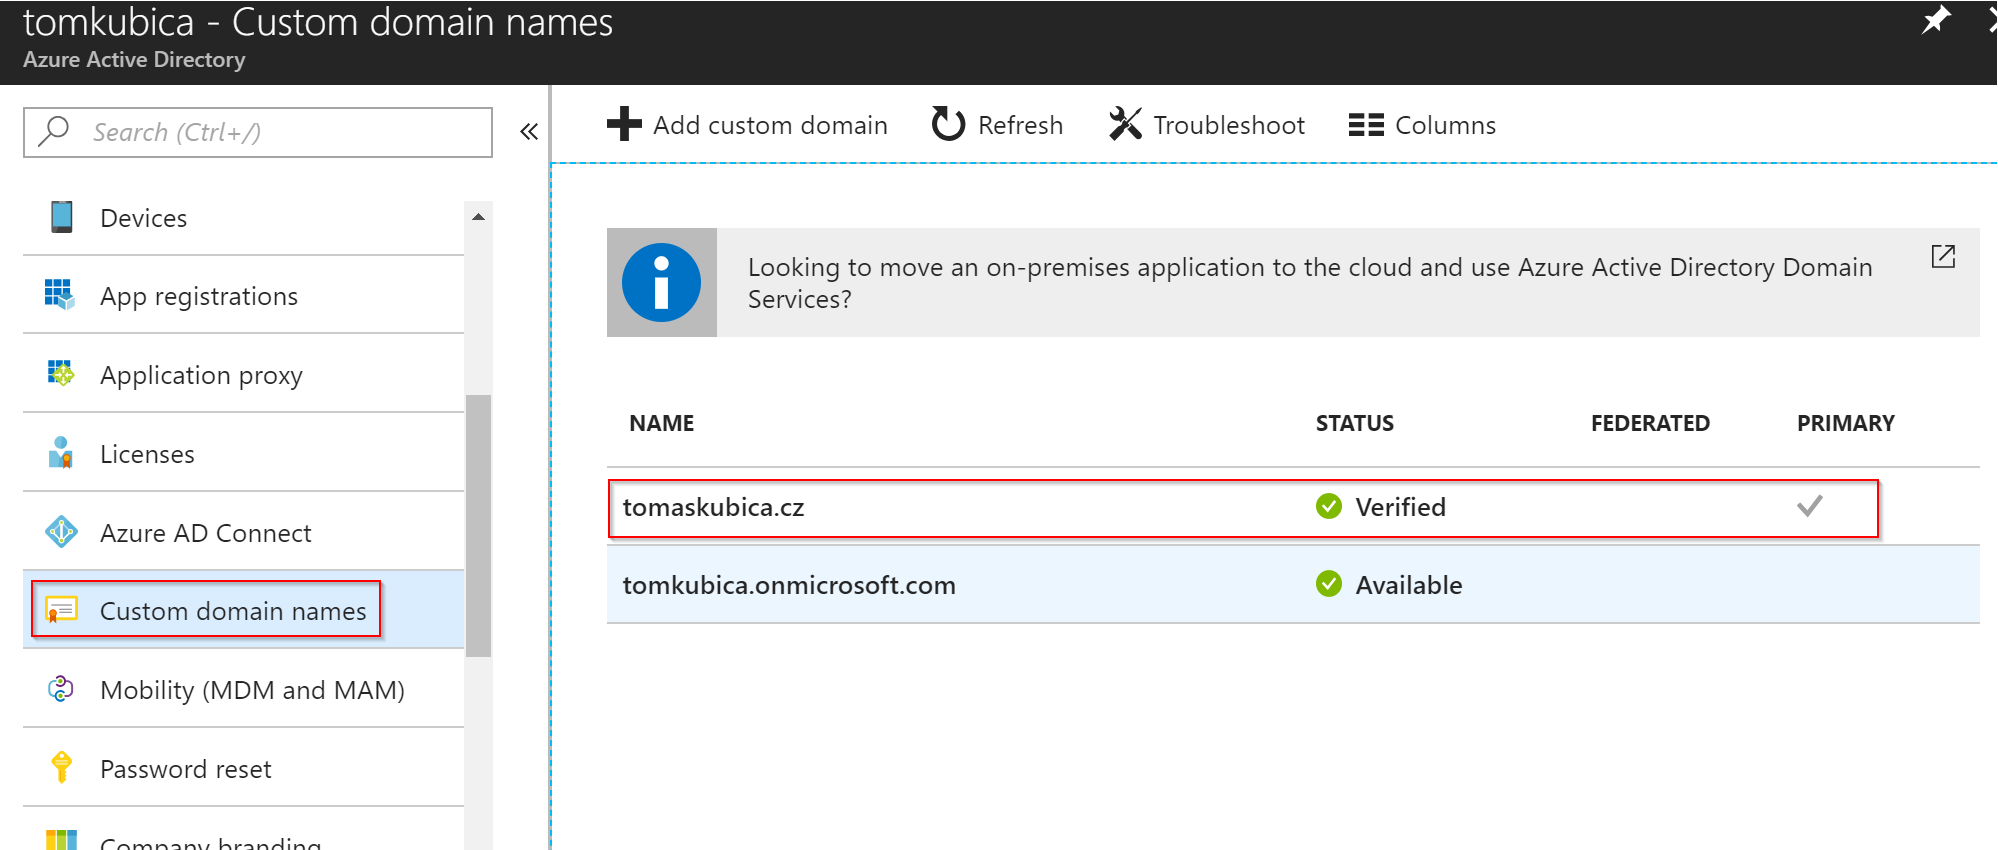 tomkubica - Custom domain names
Azure Active Directory
Search (Ctrl+/)
Devices
App registrations
Application proxy
Licenses
Azure AD Connect
Custom domain names
Mobility (MDM and MAM)
Password reset
Company branding
Add custom domain Refresh Troubleshoot Columns
Looking to move an on-premises application to the cloud and use Azure Active Directory Domain
Services?
NAME STATUS FEDERATED PRIMARY
tomaskubica.cz Verified
tomkubica.onmicrosoft.com Available